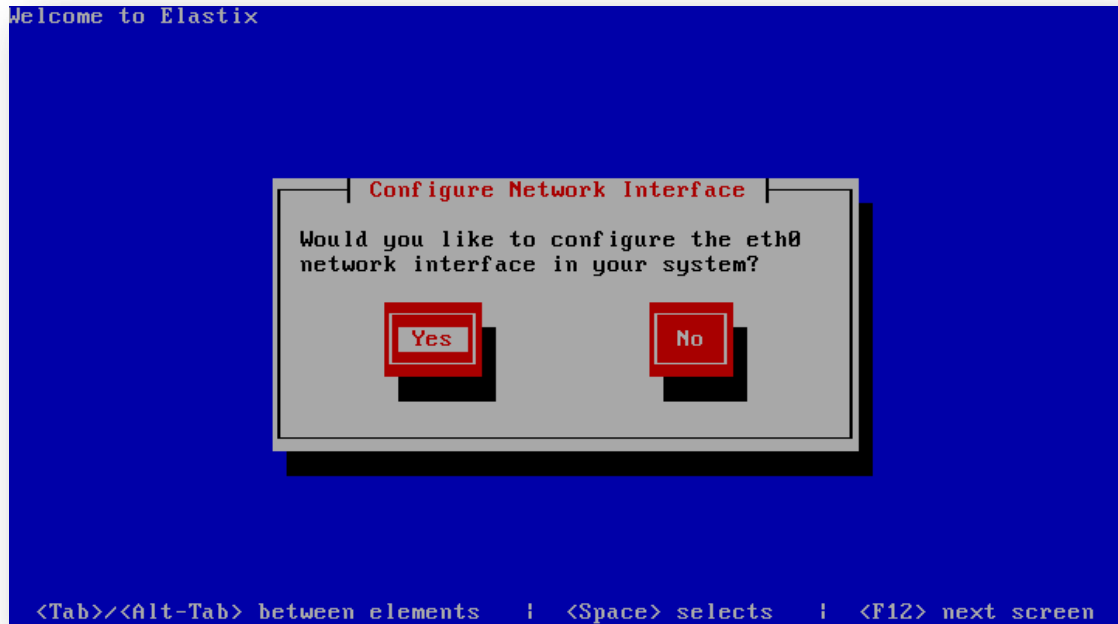 Welcome to Elastix
Configure Network Interface
Would you like to configure the eth0
network interface in your system?
Yes No
<Tab>/<Alt-Tab> between elements | <Space> selects | <F12> next screen